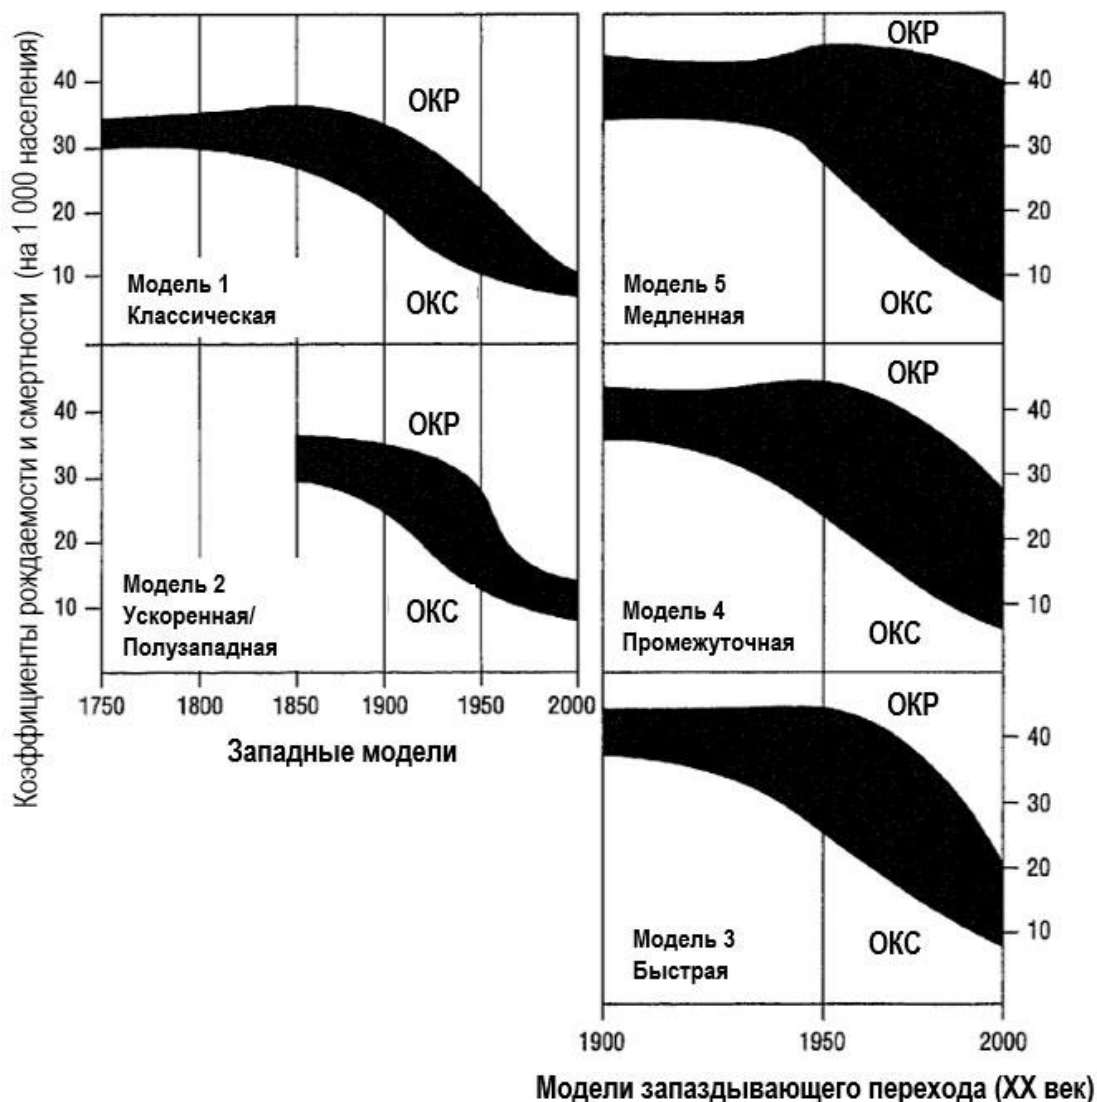 Коэффициенты рождаемости и смертности (на 1 000 населения)
40
30
20
10
ОКР
Модель 1
Классическая
ОКС
40
30
20
10
ОКР
Модель 2
Ускоренная/
Полузападная
ОКС
1750
1800
1850
1900
1950
2000
Западные модели
ОКР
40
30
20
10
Модель 5
Медленная
ОКС
ОКР
40
30
20
10
Модель 4
Промежуточная
ОКС
ОКР
40
30
20
10
Модель 3
Быстрая
ОКС
1900
1950
2000
Модели запаздывающего перехода (XX век)